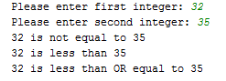 Please enter first integer: 32
Please enter second integer: 35
32 is not equal to 35
32 is less than 35
32 is less than OR equal to 35